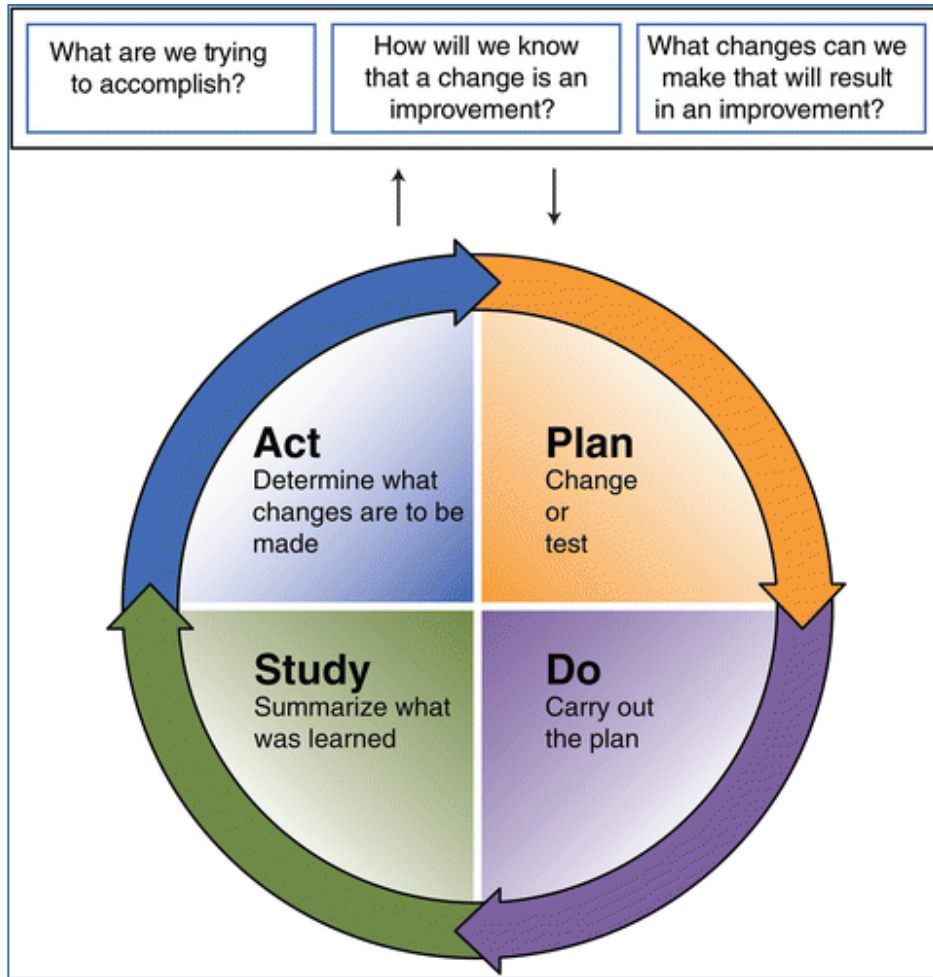 What are we trying
to accomplish?
How will we know
that a change is an
improvement?
What changes can we
make that will result
in an improvement?
Act
Determine what
changes are to be
made
Plan
Change
or
test
Study
Summarize what
was learned
Do
Carry out
the plan